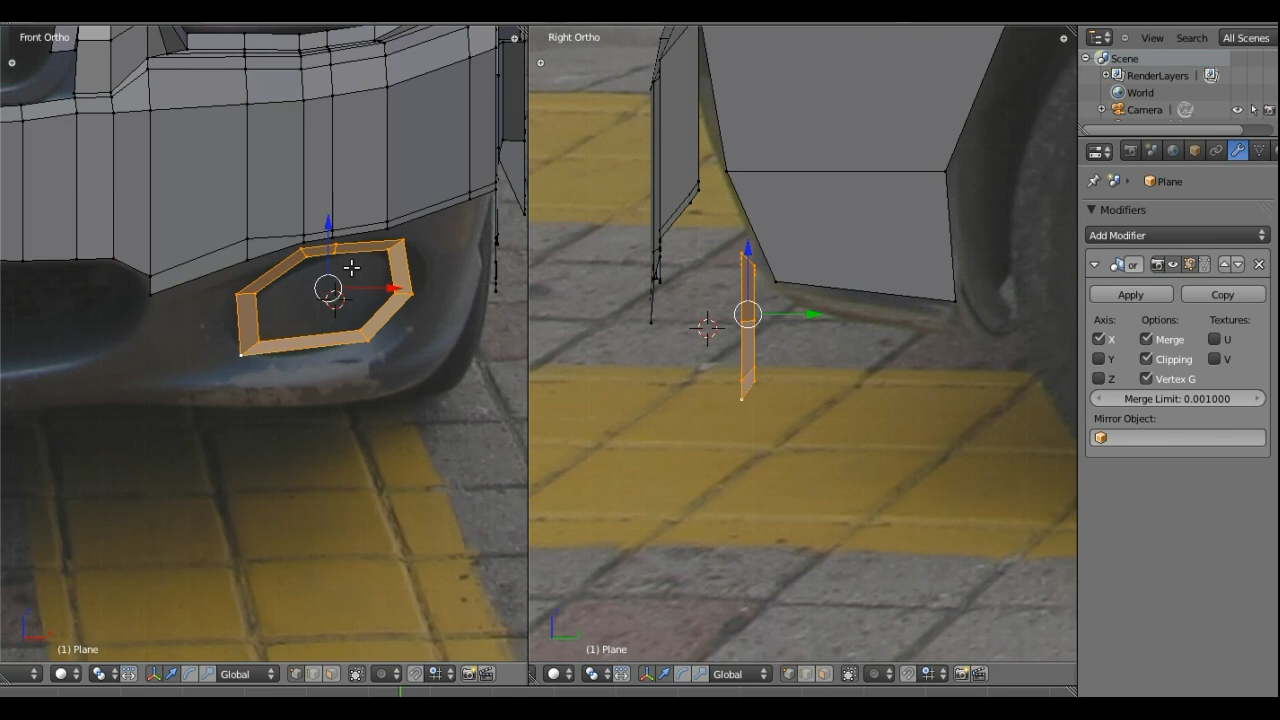 Front Ortho
Right Ortho
View Search All Scenes
Scene
RenderLayers
World
Camera
Plane
Modifiers
Add Modifier
or
Apply Copy
Axis: Options: Textures:
X Merge U
Y Clipping V
Z Vertex G
Merge Limit: 0.001000
Mirror Object:
(1) Plane
(1) Plane
Global
Global